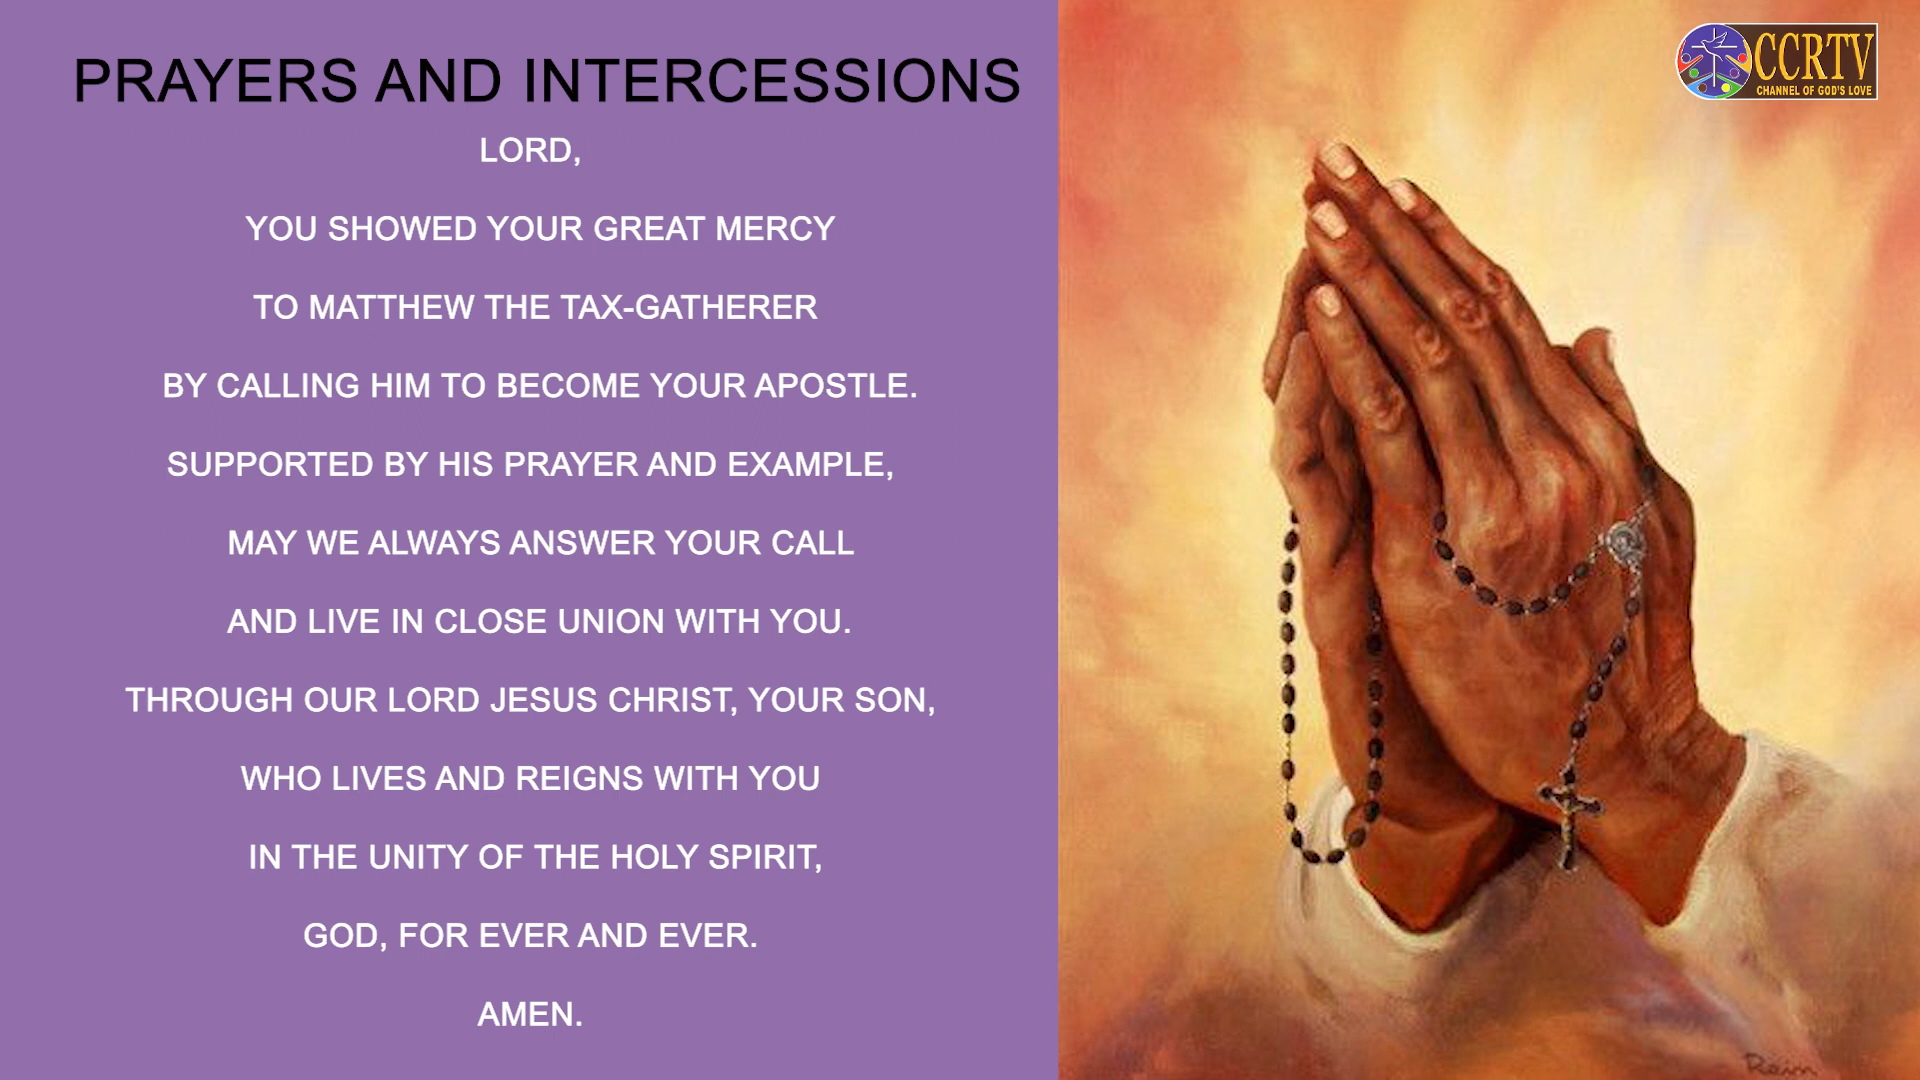 PRAYERS AND INTERCESSIONS
LORD,
YOU SHOWED YOUR GREAT MERCY
TO MATTHEW THE TAX-GATHERER
BY CALLING HIM TO BECOME YOUR APOSTLE.
SUPPORTED BY HIS PRAYER AND EXAMPLE,
MAY WE ALWAYS ANSWER YOUR CALL
AND LIVE IN CLOSE UNION WITH YOU.
THROUGH OUR LORD JESUS CHRIST, YOUR SON,
WHO LIVES AND REIGNS WITH YOU
IN THE UNITY OF THE HOLY SPIRIT,
GOD, FOR EVER AND EVER.
AMEN.
CCRTV
CHANNEL OF GOD'S LOVE